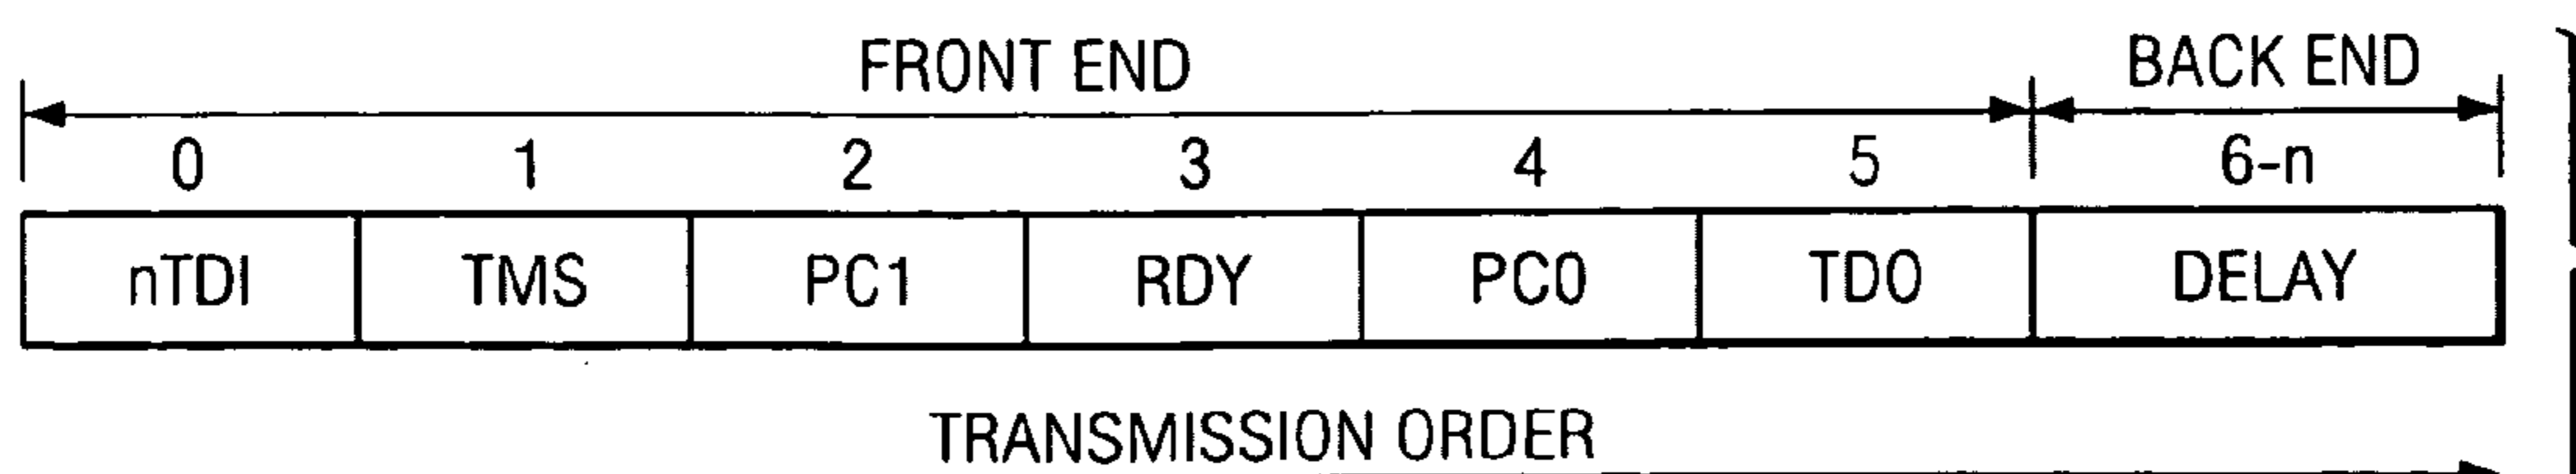 FRONT END BACK END
0 1 2 3 4 5 6-n
nTDI TMS PC1 RDY PC0 TDO DELAY
TRANSMISSION ORDER